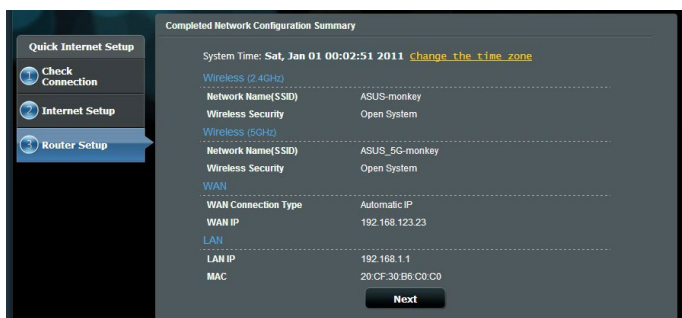 Completed Network Configuration Summary
Quick Internet Setup
1 Check Connection
2 Internet Setup
3 Router Setup
System Time: Sat, Jan 01 00:02:51 2011 Change the time zone
Wireless (2.4GHz)
Network Name(SSID) ASUS-monkey
Wireless Security Open System
Wireless (5GHz)
Network Name(SSID) ASUS_5G-monkey
Wireless Security Open System
WAN
WAN Connection Type Automatic IP
WAN IP 192.168.123.23
LAN
LAN IP 192.168.1.1
MAC 20:CF:30:B6:C0:C0
Next